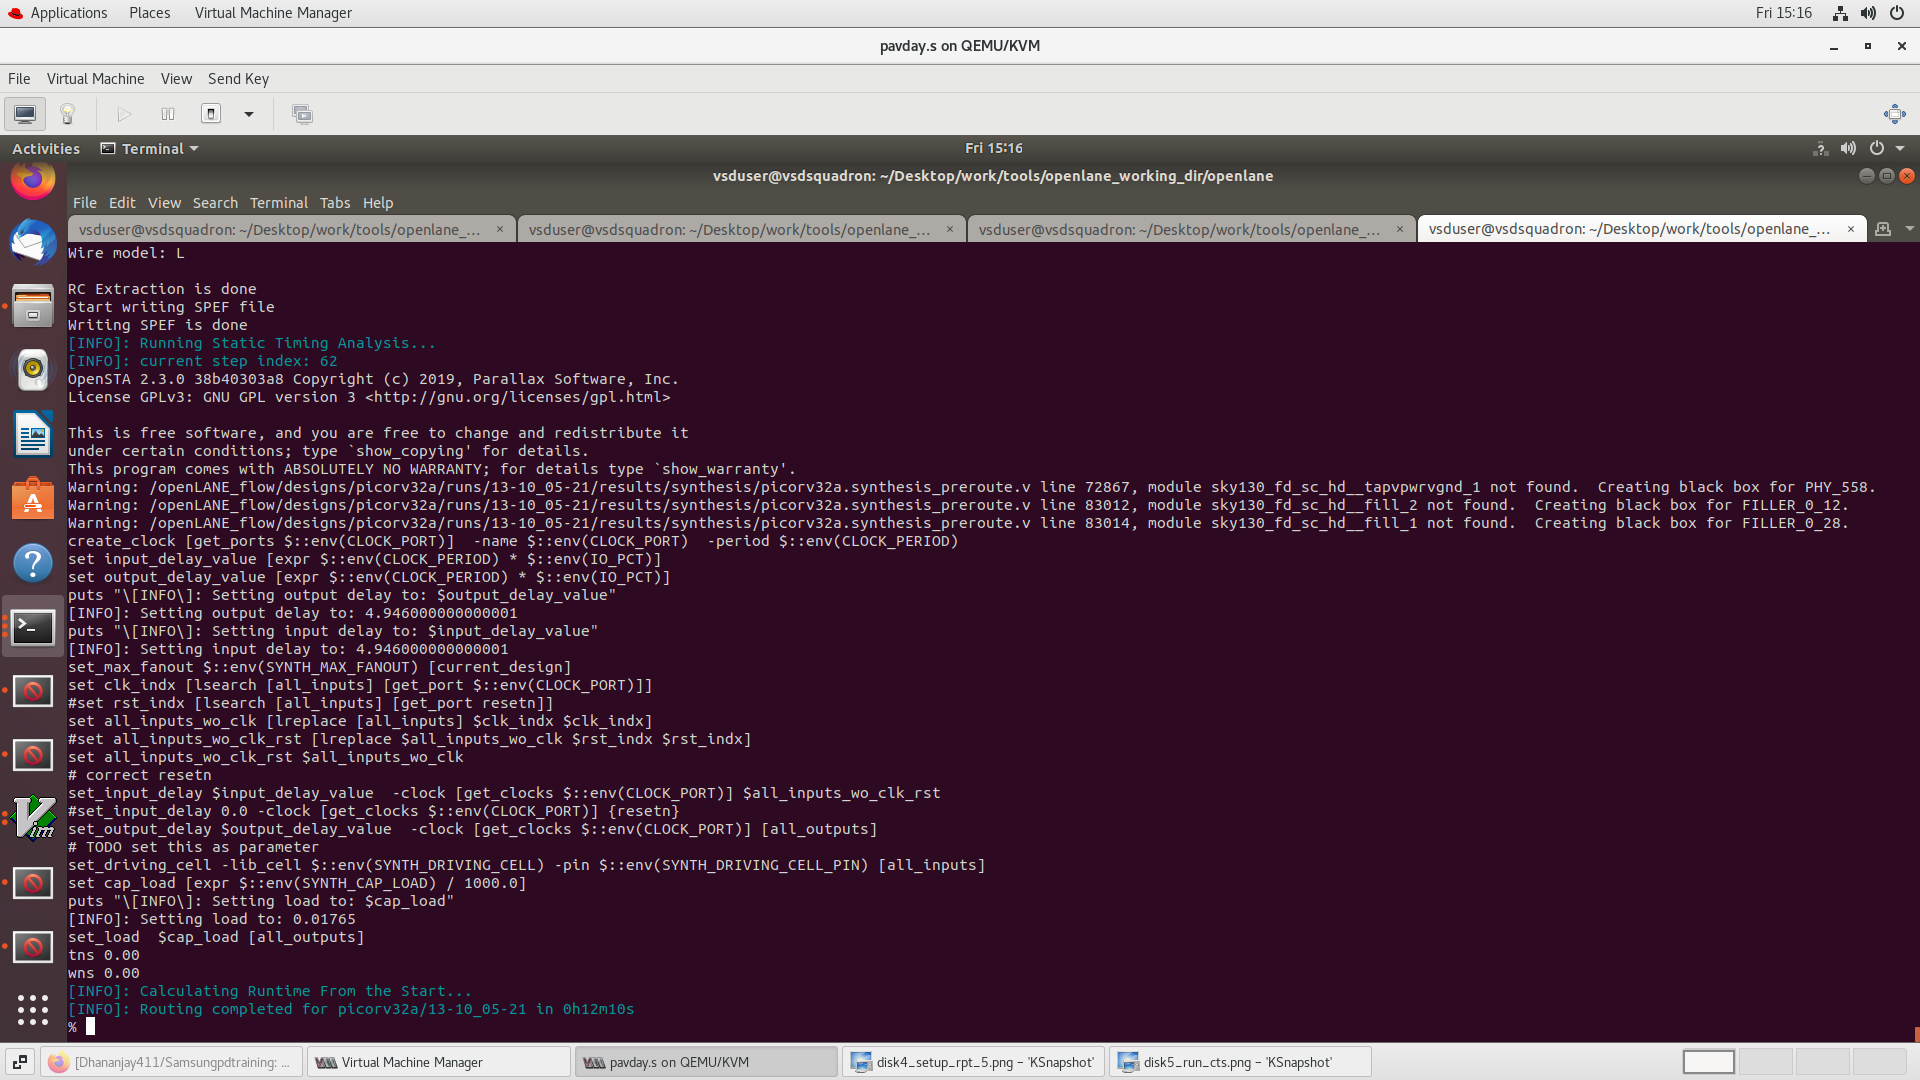 Applications Places Virtual Machine Manager Fri 15:16
pavday.s on QEMU/KVM
File Virtual Machine View Send Key
Activities Terminal Fri 15:16
vsduser@vsdsquadron: ~/Desktop/work/tools/openlane_working_dir/openlane
File Edit View Search Terminal Tabs Help
vsduser@vsdsquadron: ~/Desktop/work/tools/openlane_... × vsduser@vsdsquadron: ~/Desktop/work/tools/openlane_... × vsduser@vsdsquadron: ~/Desktop/work/tools/openlane_... × vsduser@vsdsquadron: ~/Desktop/work/tools/openlane_... ×
Wire model: L
RC Extraction is done
Start writing SPEF file
Writing SPEF is done
[INFO]: Running Static Timing Analysis...
[INFO]: current step index: 62
OpenSTA 2.3.0 38b40303a8 Copyright (c) 2019, Parallax Software, Inc.
License GPLv3: GNU GPL version 3 <http://gnu.org/licenses/gpl.html>
This is free software, and you are free to change and redistribute it
under certain conditions; type `show_copying' for details.
This program comes with ABSOLUTELY NO WARRANTY; for details type `show_warranty'.
Warning: /openLANE_flow/designs/picorv32a/runs/13-10_05-21/results/synthesis/picorv32a.synthesis_preroute.v line 72867, module sky130_fd_sc_hd__tapvpwrvgnd_1 not found.  Creating black box for PHY_558.
Warning: /openLANE_flow/designs/picorv32a/runs/13-10_05-21/results/synthesis/picorv32a.synthesis_preroute.v line 83012, module sky130_fd_sc_hd__fill_2 not found.  Creating black box for FILLER_0_12.
Warning: /openLANE_flow/designs/picorv32a/runs/13-10_05-21/results/synthesis/picorv32a.synthesis_preroute.v line 83014, module sky130_fd_sc_hd__fill_1 not found.  Creating black box for FILLER_0_28.
create_clock [get_ports $::env(CLOCK_PORT)]  -name $::env(CLOCK_PORT)  -period $::env(CLOCK_PERIOD)
set input_delay_value [expr $::env(CLOCK_PERIOD) * $::env(IO_PCT)]
set output_delay_value [expr $::env(CLOCK_PERIOD) * $::env(IO_PCT)]
puts "\[INFO\]: Setting output delay to: $output_delay_value"
[INFO]: Setting output delay to: 4.946000000000001
puts "\[INFO\]: Setting input delay to: $input_delay_value"
[INFO]: Setting input delay to: 4.946000000000001
set_max_fanout $::env(SYNTH_MAX_FANOUT) [current_design]
set clk_indx [lsearch [all_inputs] [get_port $::env(CLOCK_PORT)]]
#set rst_indx [lsearch [all_inputs] [get_port resetn]]
set all_inputs_wo_clk [lreplace [all_inputs] $clk_indx $clk_indx]
#set all_inputs_wo_clk_rst [lreplace $all_inputs_wo_clk $rst_indx $rst_indx]
set all_inputs_wo_clk_rst $all_inputs_wo_clk
# correct resetn
set_input_delay $input_delay_value  -clock [get_clocks $::env(CLOCK_PORT)] $all_inputs_wo_clk_rst
#set_input_delay 0.0 -clock [get_clocks $::env(CLOCK_PORT)] {resetn}
set_output_delay $output_delay_value  -clock [get_clocks $::env(CLOCK_PORT)] [all_outputs]
# TODO set this as parameter
set_driving_cell -lib_cell $::env(SYNTH_DRIVING_CELL) -pin $::env(SYNTH_DRIVING_CELL_PIN) [all_inputs]
set cap_load [expr $::env(SYNTH_CAP_LOAD) / 1000.0]
puts "\[INFO\]: Setting load to: $cap_load"
[INFO]: Setting load to: 0.01765
set_load  $cap_load [all_outputs]
tns 0.00
wns 0.00
[INFO]: Calculating Runtime From the Start...
[INFO]: Routing completed for picorv32a/13-10_05-21 in 0h12m10s
%
[Dhananjay411/Samsungpdtraining: ... Virtual Machine Manager pavday.s on QEMU/KVM disk4_setup_rpt_5.png – 'KSnapshot' disk5_run_cts.png – 'KSnapshot'